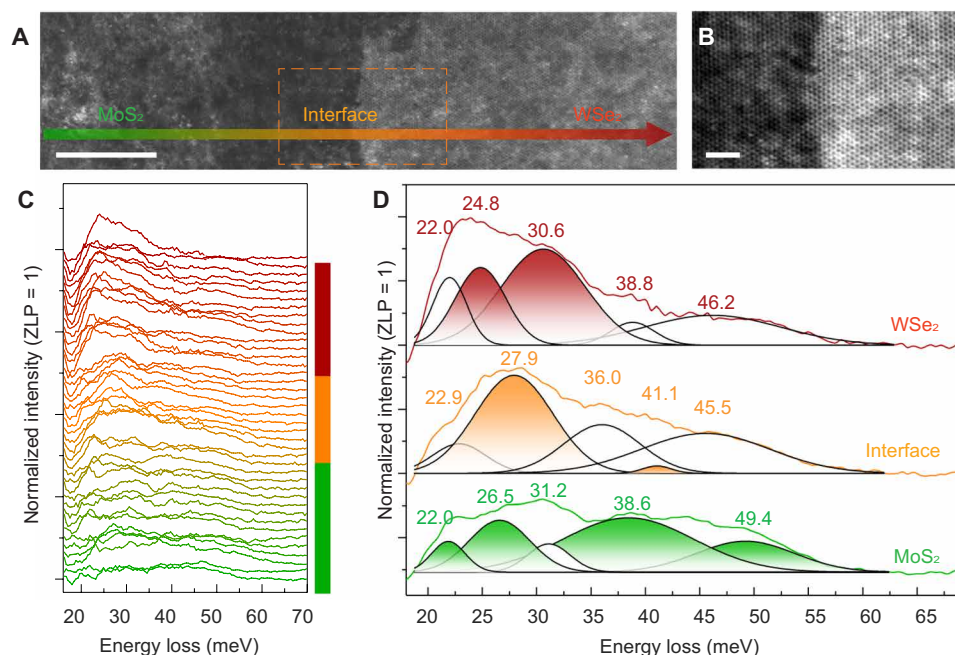 A
MoS₂
Interface
WSe₂
B
C
Normalized intensity (ZLP = 1)
20 30 40 50 60 70
Energy loss (meV)
D
Normalized intensity (ZLP = 1)
22.0 24.8 30.6 38.8 46.2
WSe₂
22.9 27.9 36.0 41.1 45.5
Interface
22.0 26.5 31.2 38.6 49.4
MoS₂
20 25 30 35 40 45 50 55 60 65
Energy loss (meV)